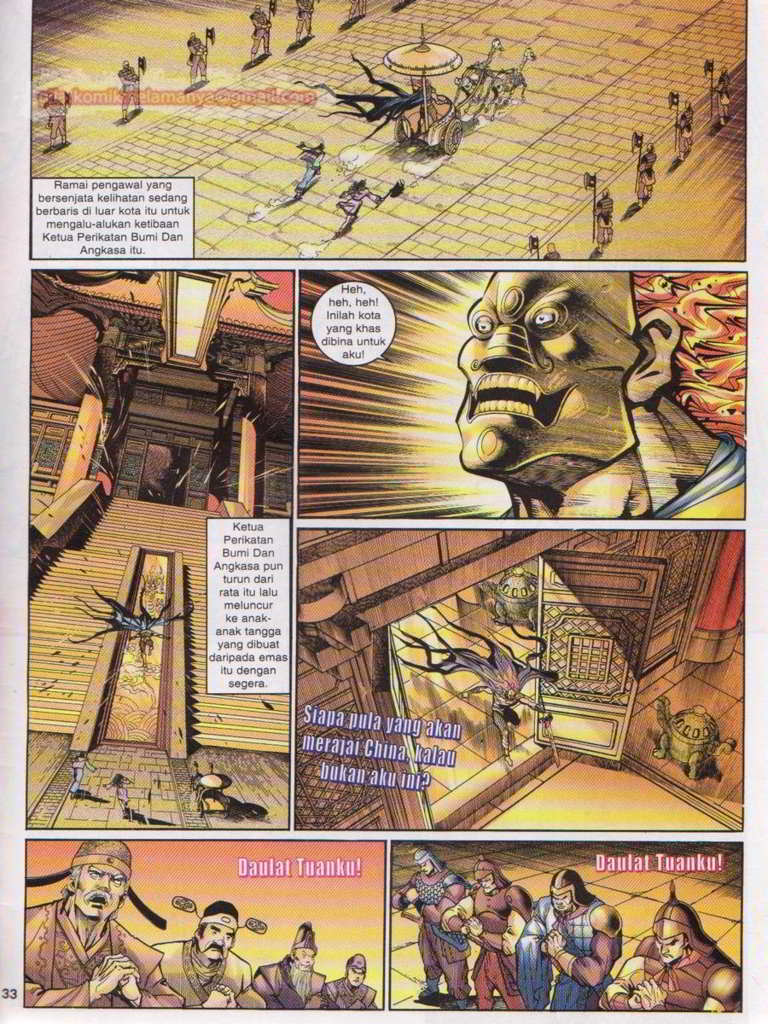 Ramai pengawal yang
bersenjata kelihatan sedang
berbaris di luar kota itu untuk
mengalu-alukan ketibaan
Ketua Perikatan Bumi Dan
Angkasa itu.
Heh,
heh, heh!
Inilah kota
yang khas
dibina untuk
aku!
Ketua
Perikatan
Bumi Dan
Angkasa pun
turun dari
rata itu lalu
meluncur
ke anak-
anak tangga
yang dibuat
daripada emas
itu dengan
segera.
Siapa pula yang akan
merajai China, kalau
bukan aku ini?
Daulat Tuanku!
Daulat Tuanku!
33